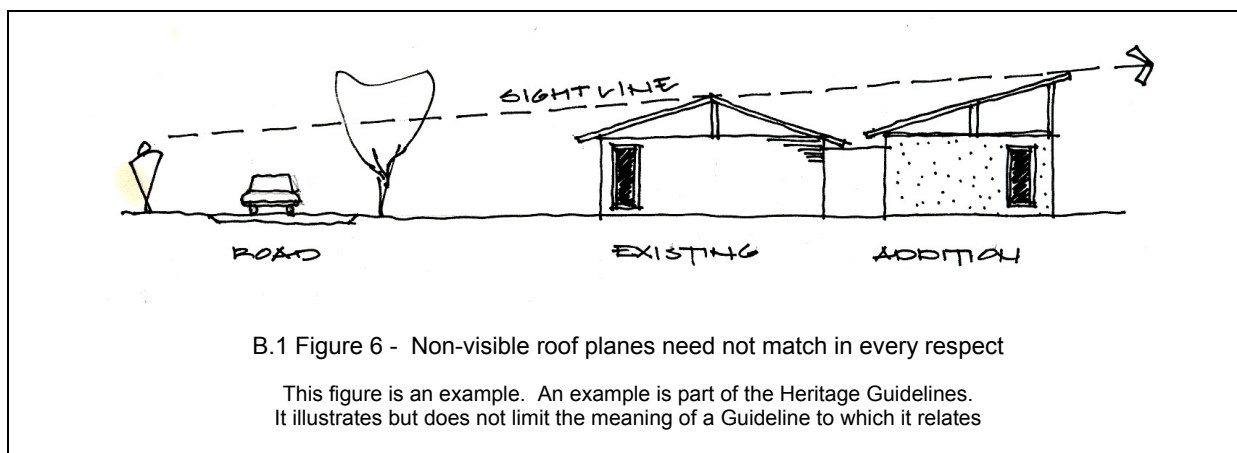 SIGHTLINE
ROAD
EXISTING
ADDITION
B.1 Figure 6 - Non-visible roof planes need not match in every respect
This figure is an example. An example is part of the Heritage Guidelines.
It illustrates but does not limit the meaning of a Guideline to which it relates